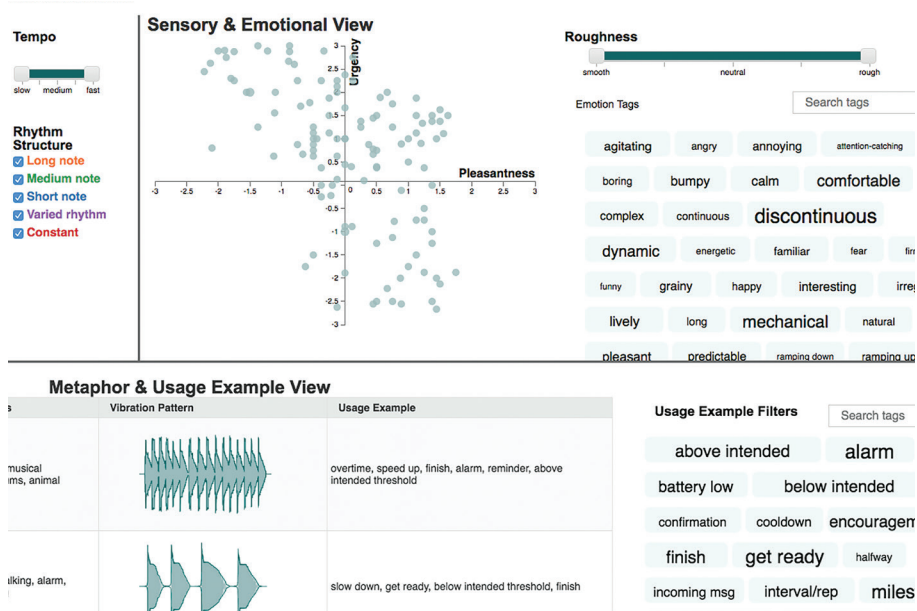 Sensory & Emotional View
Tempo
slow medium fast
Rhythm
Structure
Long note
Medium note
Short note
Varied rhythm
Constant
Urgency
3
2.5
2
1.5
1
0.5
Pleasantness
-3 -2.5 -2 -1.5 -1 -0.5 0 0.5 1.0 1.5 2 2.5 3
-0.5
-1
-1.5
-2
-2.5
-3
Roughness
smooth neutral rough
Emotion Tags Search tags
agitating angry annoying attention-catching
boring bumpy calm comfortable
complex continuous discontinuous
dynamic energetic familiar fear fir
funny grainy happy interesting irreg
lively long mechanical natural
pleasant predictable ramping down ramping up
Metaphor & Usage Example View
s Vibration Pattern Usage Example
musical
ms, animal
overtime, speed up, finish, alarm, reminder, above
intended threshold
alking, alarm,
slow down, get ready, below intended threshold, finish
Usage Example Filters Search tags
above intended alarm
battery low below intended
confirmation cooldown encouragem
finish get ready halfway
incoming msg interval/rep miles